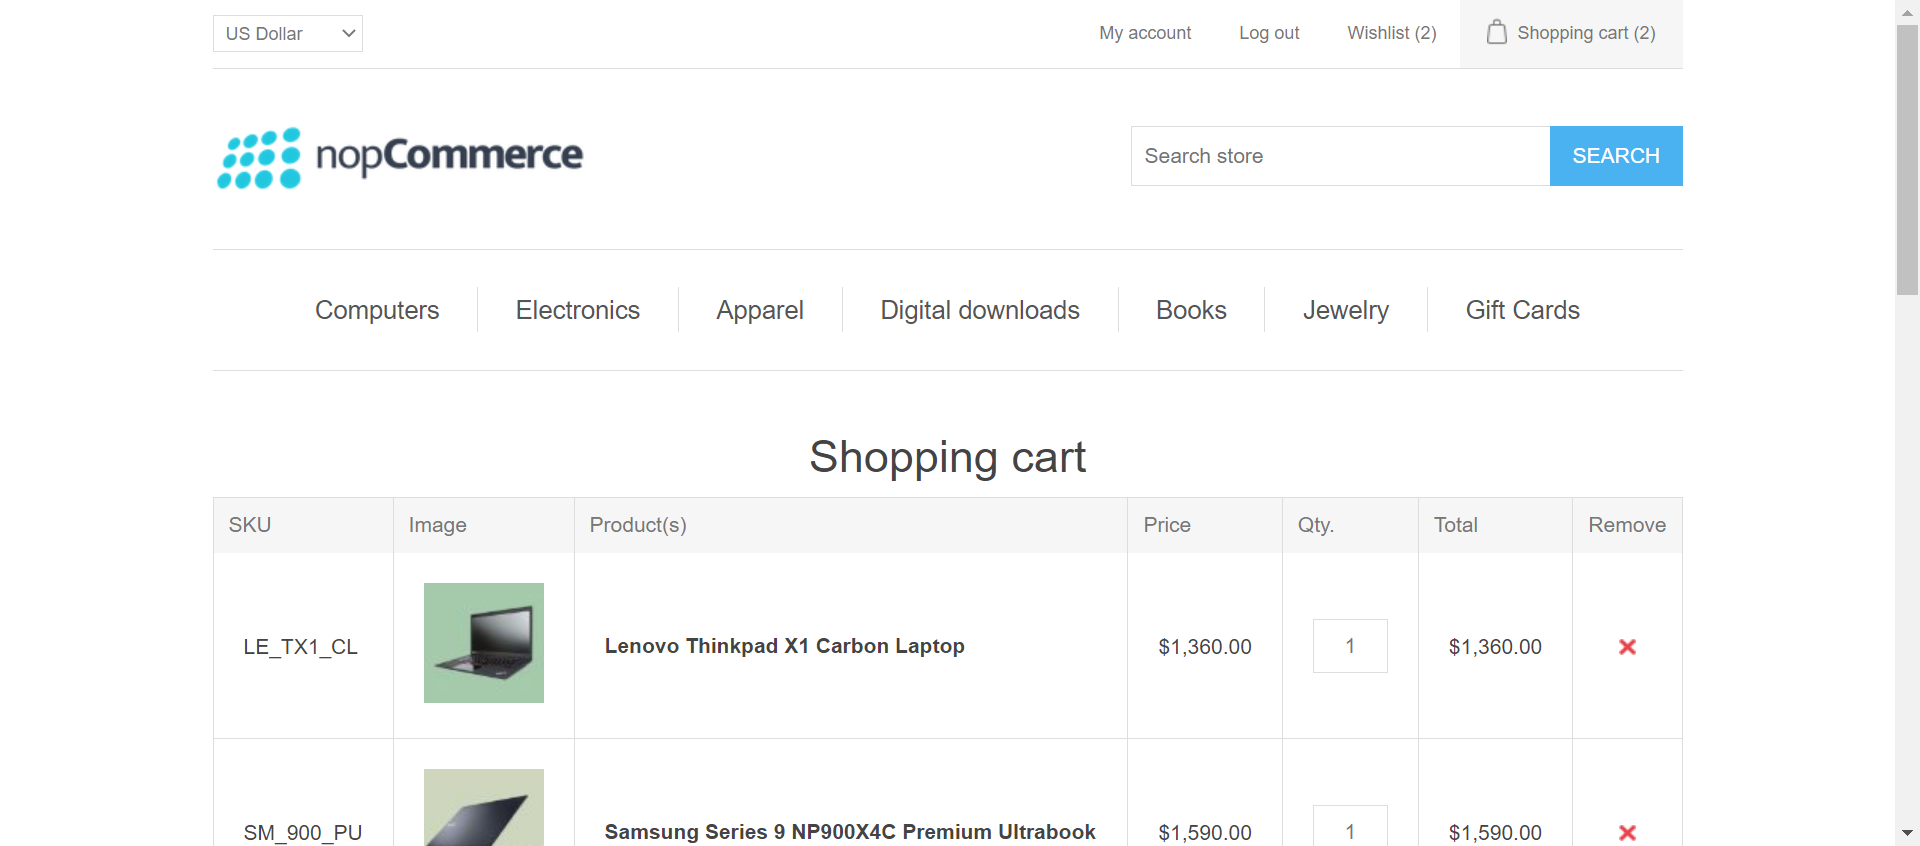 US Dollar
My account
Log out
Wishlist (2)
Shopping cart (2)
nopCommerce
Search store
SEARCH
Computers
Electronics
Apparel
Digital downloads
Books
Jewelry
Gift Cards
Shopping cart
SKU Image Product(s) Price Qty. Total Remove
LE_TX1_CL Lenovo Thinkpad X1 Carbon Laptop $1,360.00 1 $1,360.00
SM_900_PU Samsung Series 9 NP900X4C Premium Ultrabook $1,590.00 1 $1,590.00